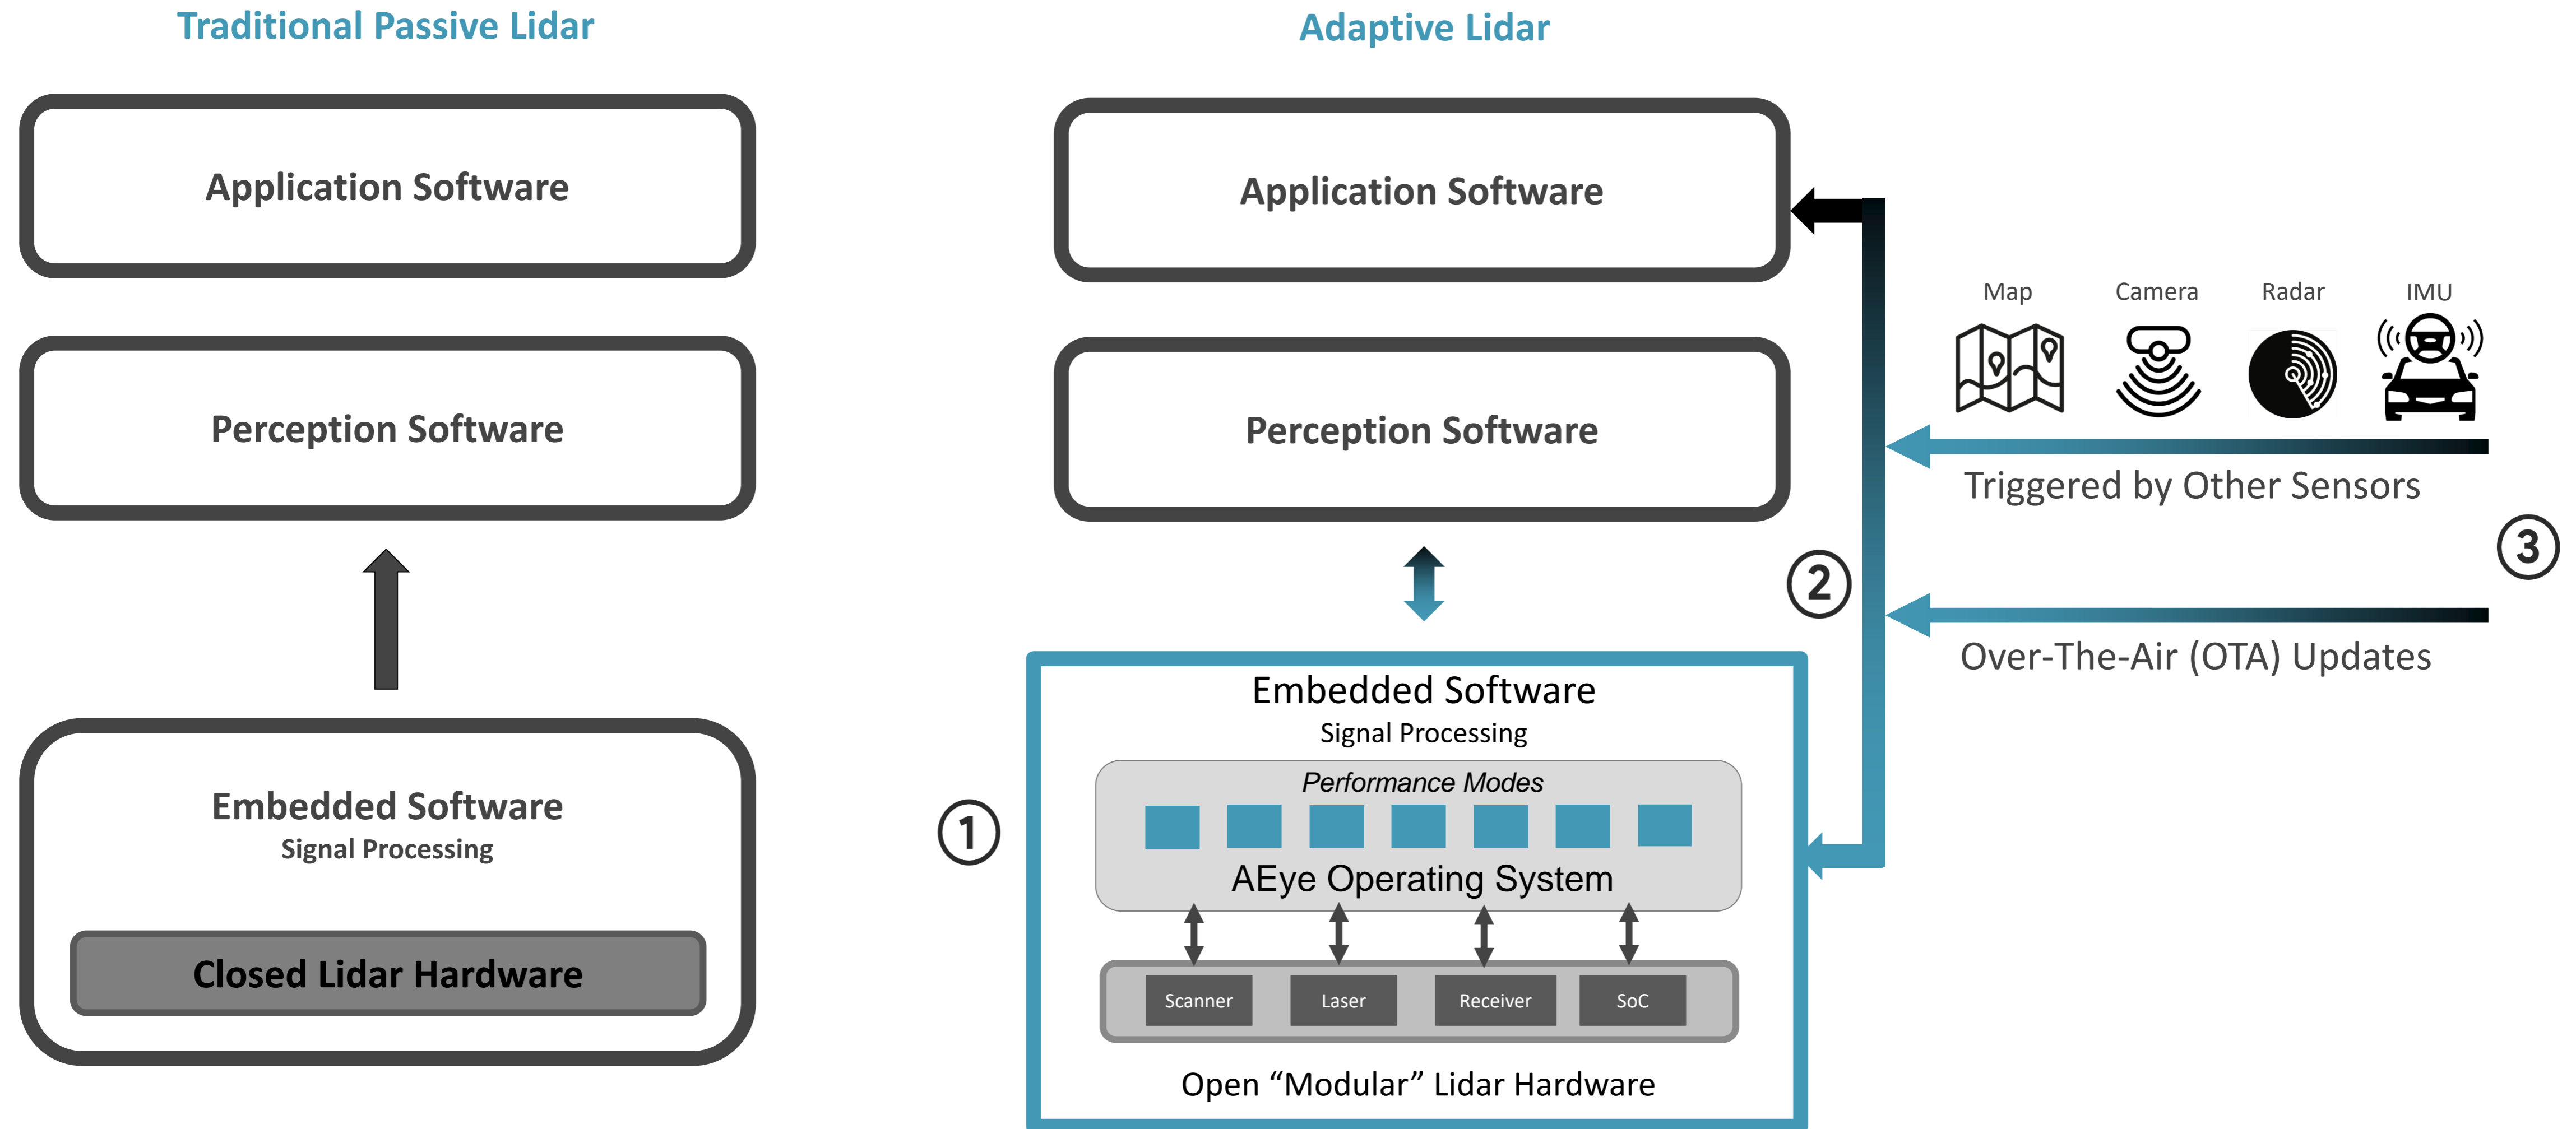 Traditional Passive Lidar
Application Software
Perception Software
Embedded Software
Signal Processing
Closed Lidar Hardware
Adaptive Lidar
Application Software
Perception Software
Embedded Software
Signal Processing
Performance Modes
AEye Operating System
Scanner Laser Receiver SoC
Open “Modular” Lidar Hardware
1
2
Map Camera Radar IMU
Triggered by Other Sensors
Over-The-Air (OTA) Updates
3